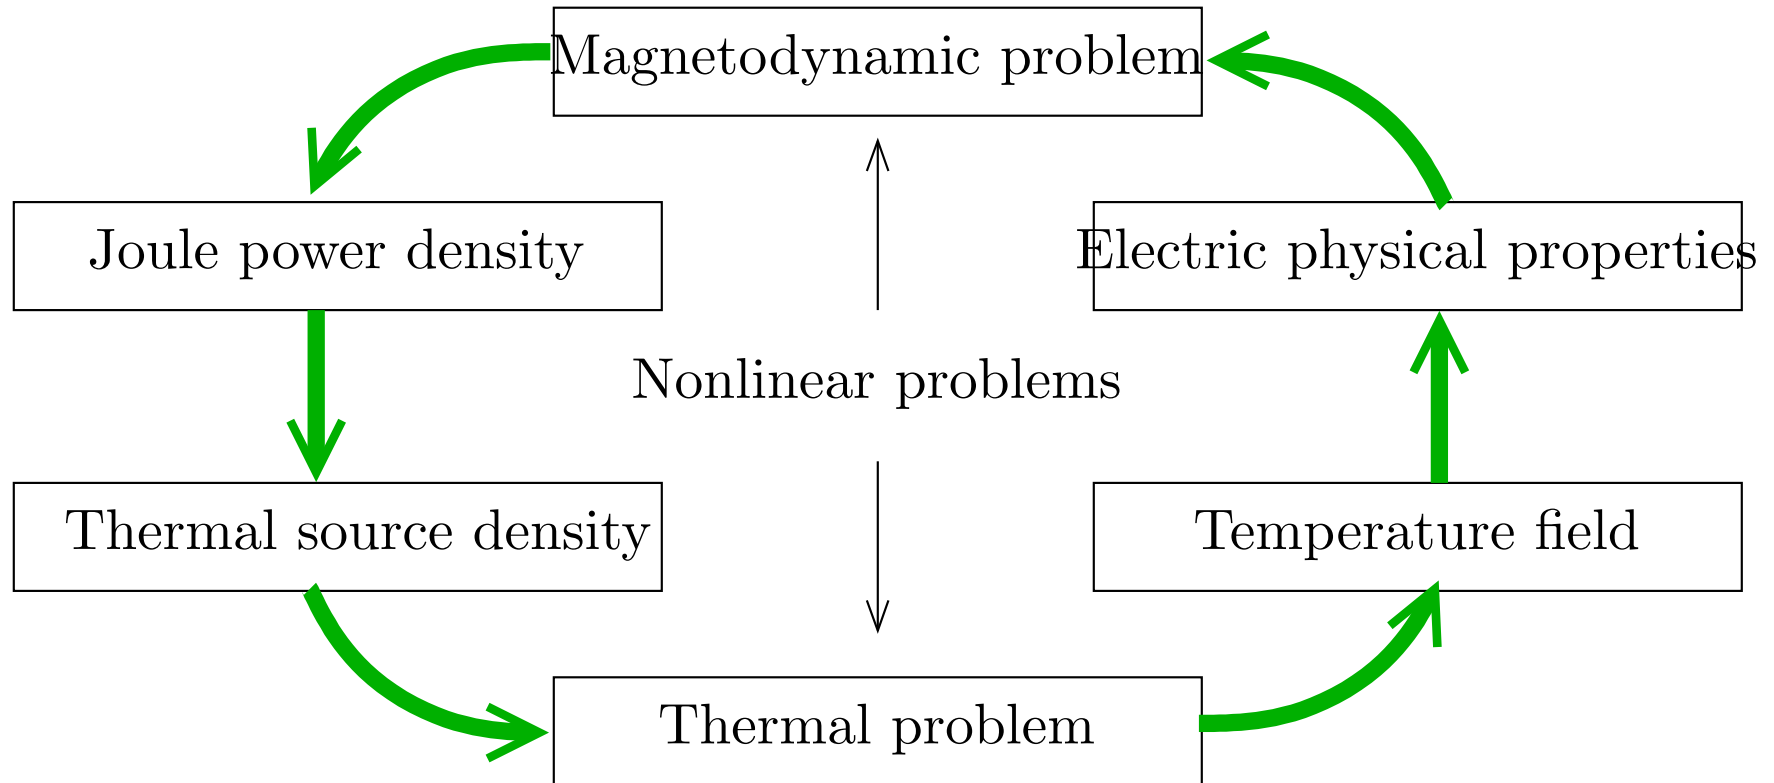 Magnetodynamic problem
Joule power density
Electric physical properties
Nonlinear problems
Thermal source density
Temperature field
Thermal problem